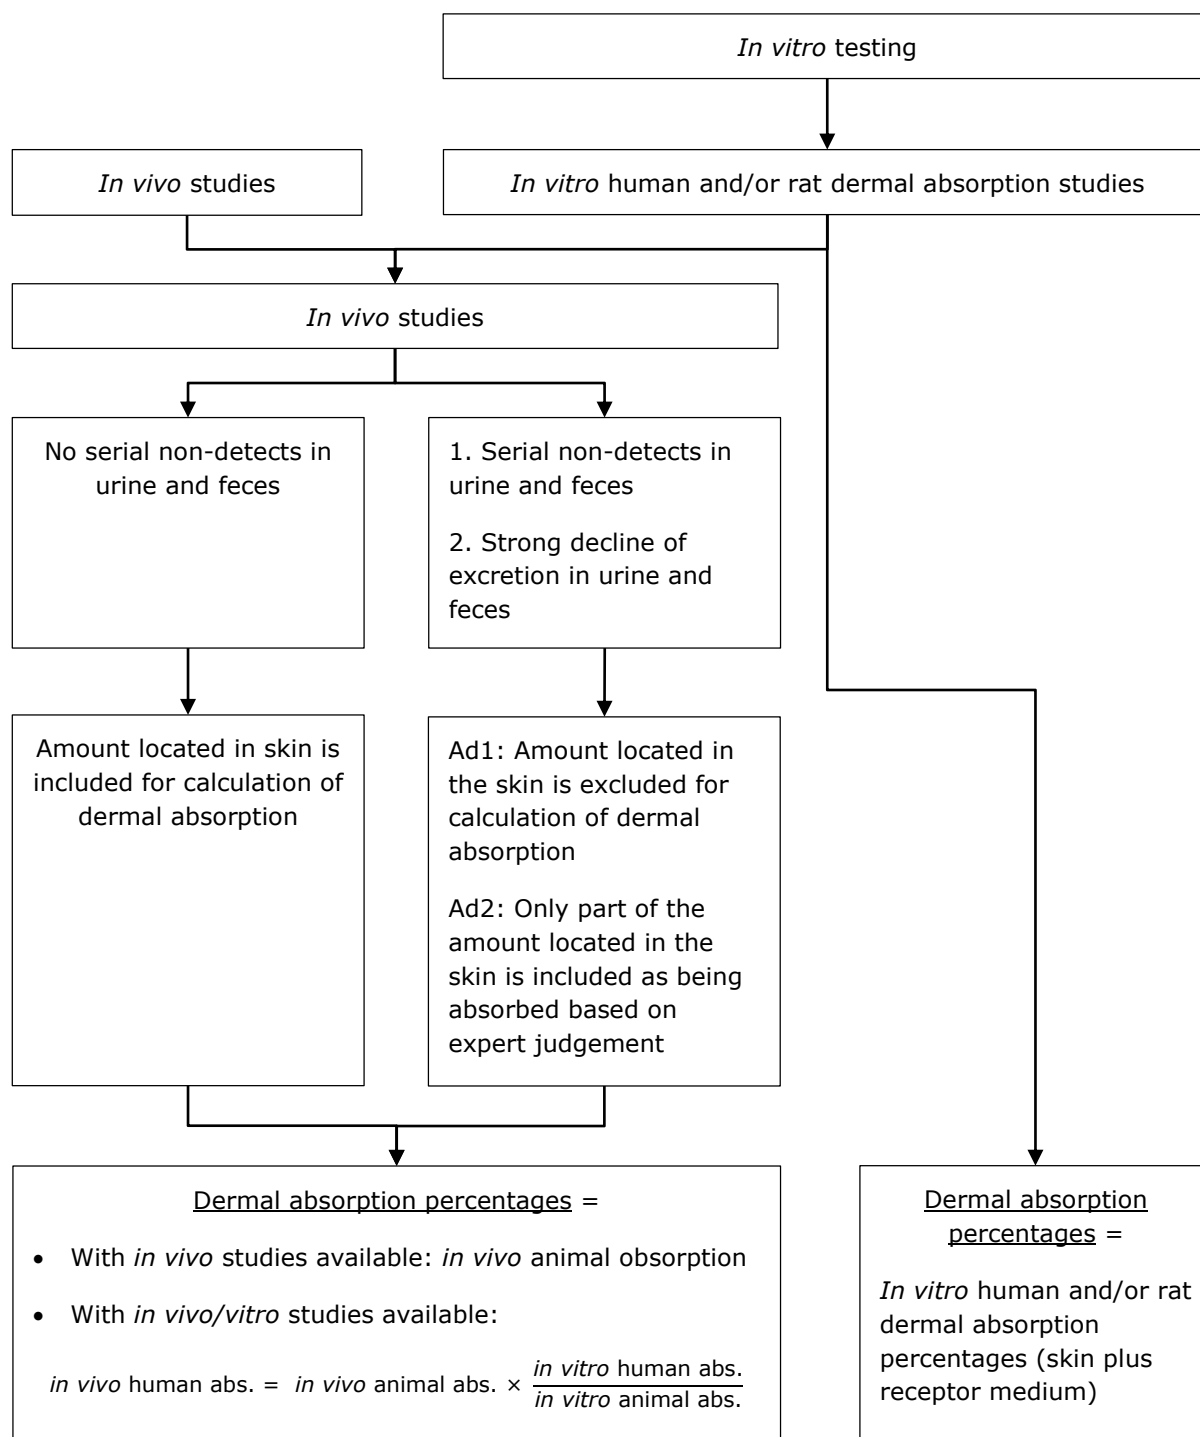 In vitro testing
In vivo studies
In vitro human and/or rat dermal absorption studies
In vivo studies
No serial non-detects in
urine and feces
1. Serial non-detects in
urine and feces
2. Strong decline of
excretion in urine and
feces
Amount located in skin is
included for calculation of
dermal absorption
Ad1: Amount located in
the skin is excluded for
calculation of dermal
absorption
Ad2: Only part of the
amount located in the
skin is included as being
absorbed based on
expert judgement
Dermal absorption percentages =
• With in vivo studies available: in vivo animal obsorption
• With in vivo/vitro studies available:
in vivo human abs. = in vivo animal abs. × in vitro human abs.
in vitro animal abs.
Dermal absorption
percentages =
In vitro human and/or rat
dermal absorption
percentages (skin plus
receptor medium)